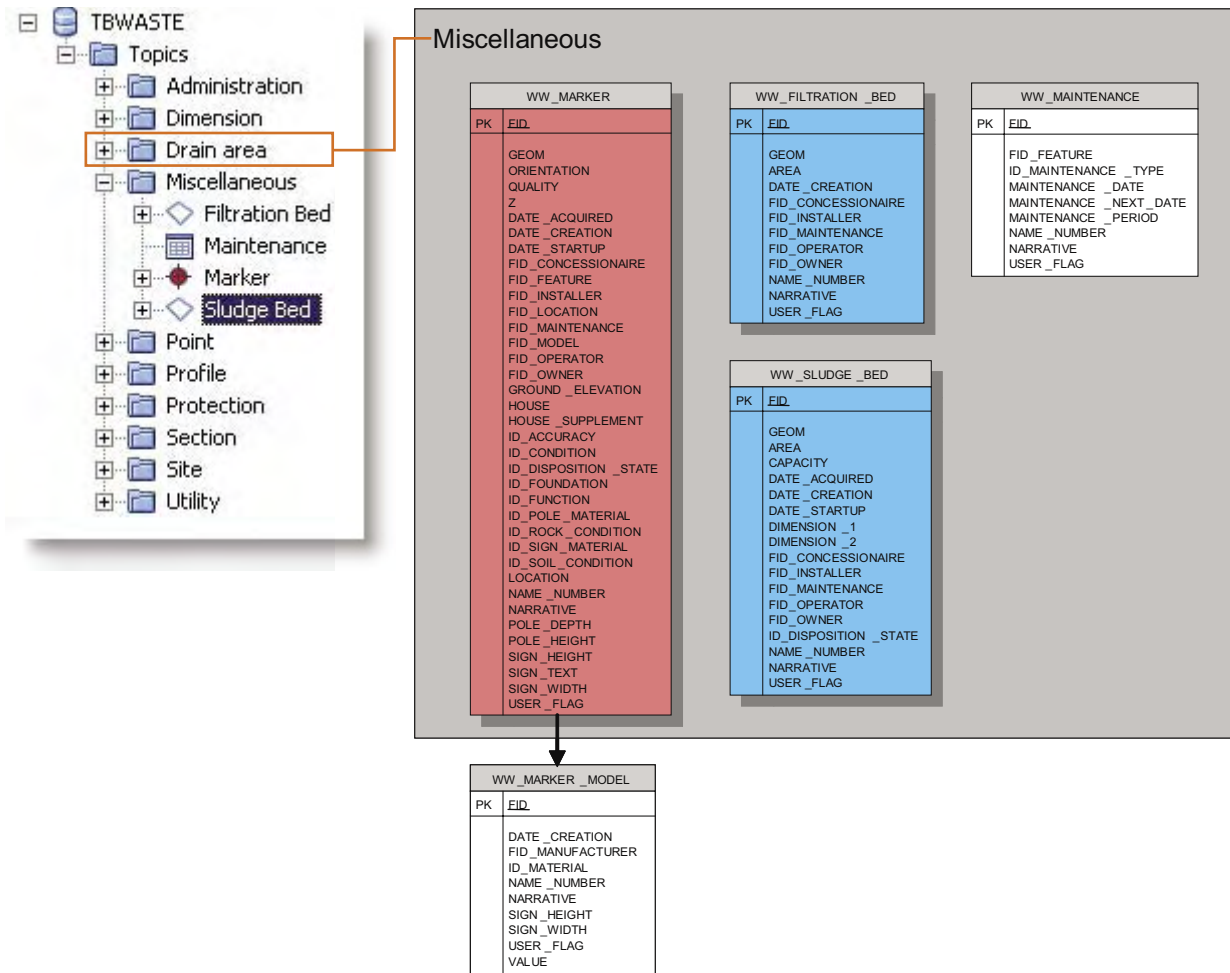 TBWASTE
Topics
Administration
Dimension
Drain area
Miscellaneous
Filtration Bed
Maintenance
Marker
Sludge Bed
Point
Profile
Protection
Section
Site
Utility
Miscellaneous
WW_MARKER
PK FID
GEOM
ORIENTATION
QUALITY
Z
DATE_ACQUIRED
DATE_CREATION
DATE_STARTUP
FID_CONCESSIONAIRE
FID_FEATURE
FID_INSTALLER
FID_LOCATION
FID_MAINTENANCE
FID_MODEL
FID_OPERATOR
FID_OWNER
GROUND_ELEVATION
HOUSE
HOUSE_SUPPLEMENT
ID_ACCURACY
ID_CONDITION
ID_DISPOSITION_STATE
ID_FOUNDATION
ID_FUNCTION
ID_POLE_MATERIAL
ID_ROCK_CONDITION
ID_SIGN_MATERIAL
ID_SOIL_CONDITION
LOCATION
NAME_NUMBER
NARRATIVE
POLE_DEPTH
POLE_HEIGHT
SIGN_HEIGHT
SIGN_TEXT
SIGN_WIDTH
USER_FLAG
WW_FILTRATION_BED
PK FID
GEOM
AREA
DATE_CREATION
FID_CONCESSIONAIRE
FID_INSTALLER
FID_MAINTENANCE
FID_OPERATOR
FID_OWNER
NAME_NUMBER
NARRATIVE
USER_FLAG
WW_MAINTENANCE
PK FID
FID_FEATURE
ID_MAINTENANCE_TYPE
MAINTENANCE_DATE
MAINTENANCE_NEXT_DATE
MAINTENANCE_PERIOD
NAME_NUMBER
NARRATIVE
USER_FLAG
WW_SLUDGE_BED
PK FID
GEOM
AREA
CAPACITY
DATE_ACQUIRED
DATE_CREATION
DATE_STARTUP
DIMENSION_1
DIMENSION_2
FID_CONCESSIONAIRE
FID_INSTALLER
FID_MAINTENANCE
FID_OPERATOR
FID_OWNER
ID_DISPOSITION_STATE
NAME_NUMBER
NARRATIVE
USER_FLAG
WW_MARKER_MODEL
PK FID
DATE_CREATION
FID_MANUFACTURER
ID_MATERIAL
NAME_NUMBER
NARRATIVE
SIGN_HEIGHT
SIGN_WIDTH
USER_FLAG
VALUE